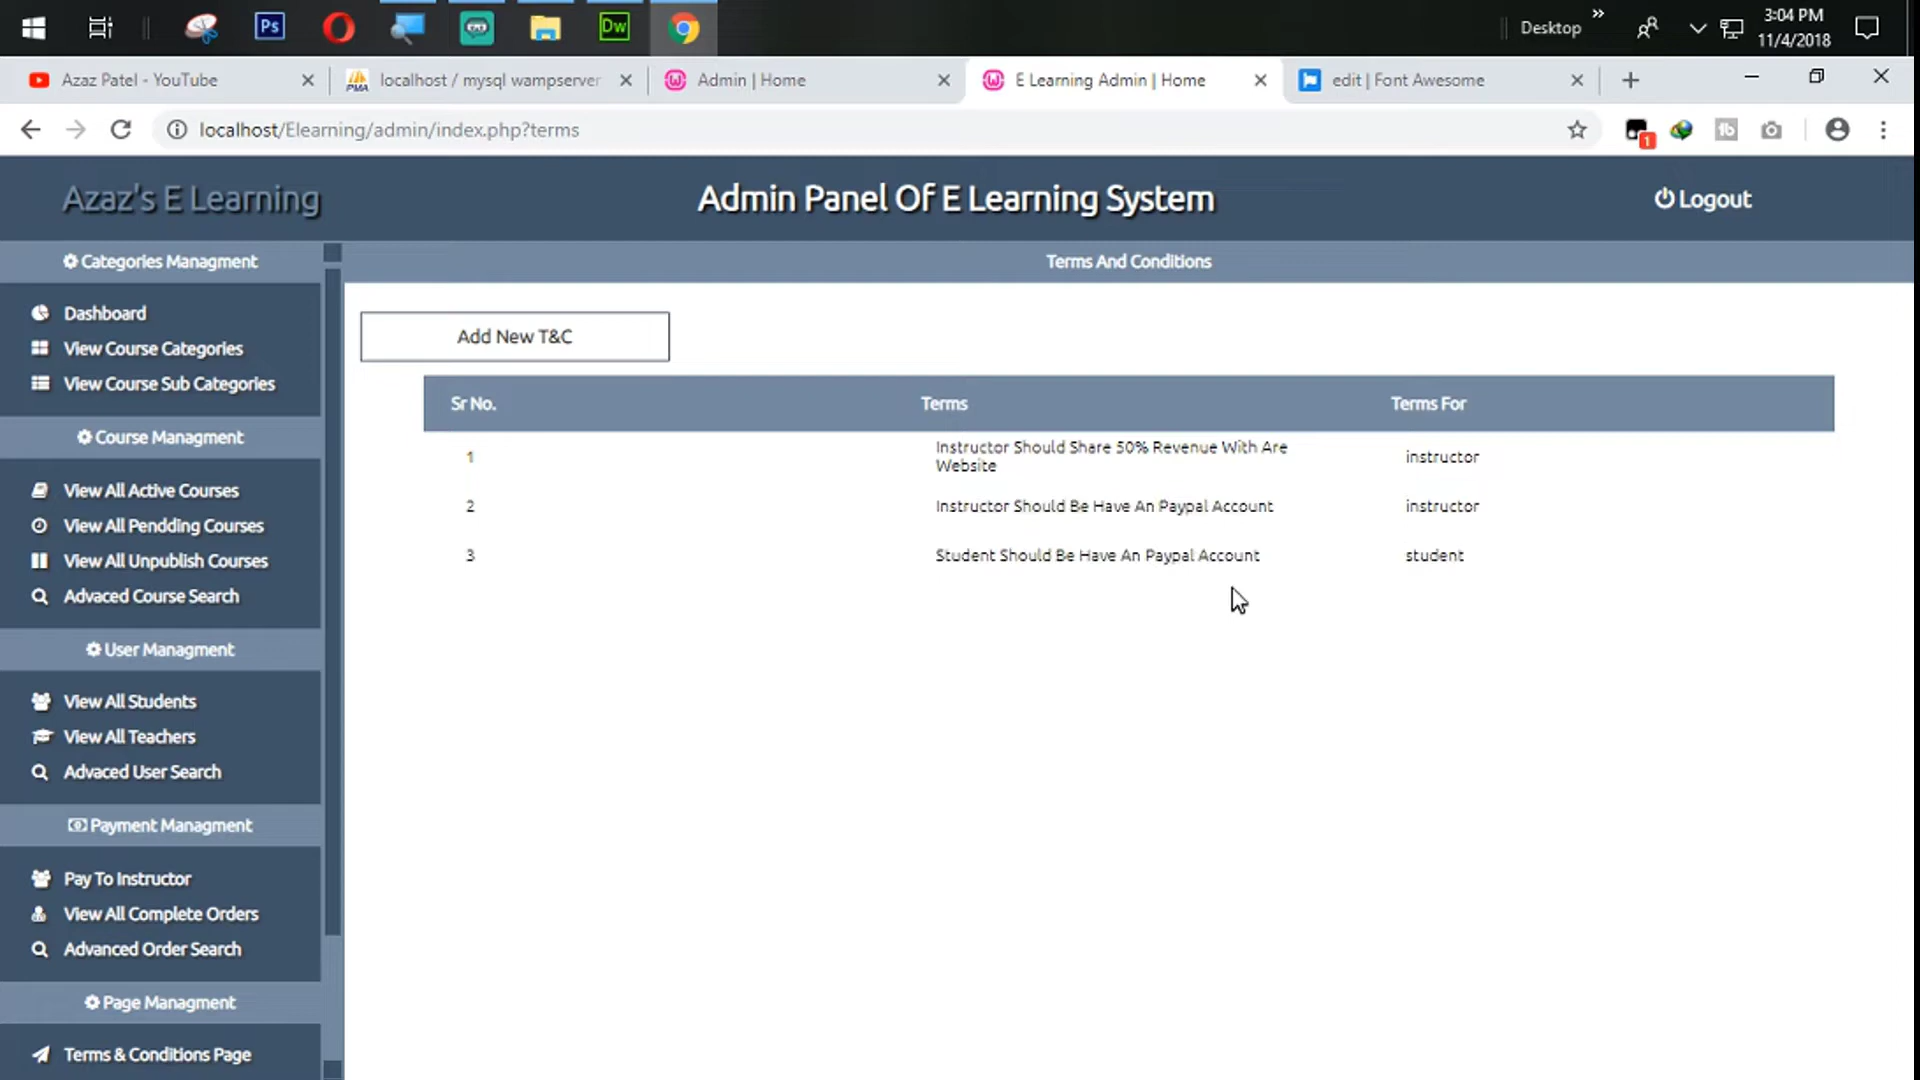 Ps
Dw
Desktop
»
3:04 PM
11/4/2018
Azaz Patel - YouTube
PMA
localhost / mysql wampserver
Admin | Home
E Learning Admin | Home
edit | Font Awesome
localhost/Elearning/admin/index.php?terms
1
tb
Azaz's E Learning
Admin Panel Of E Learning System
Logout
Categories Managment
Terms And Conditions
Dashboard
View Course Categories
View Course Sub Categories
Course Managment
View All Active Courses
View All Pendding Courses
View All Unpublish Courses
Advaced Course Search
User Managment
View All Students
View All Teachers
Advaced User Search
Payment Managment
Pay To Instructor
View All Complete Orders
Advanced Order Search
Page Managment
Terms & Conditions Page
Add New T&C
Sr No. Terms Terms For
1 Instructor Should Share 50% Revenue With Are
Website instructor
2 Instructor Should Be Have An Paypal Account instructor
3 Student Should Be Have An Paypal Account student